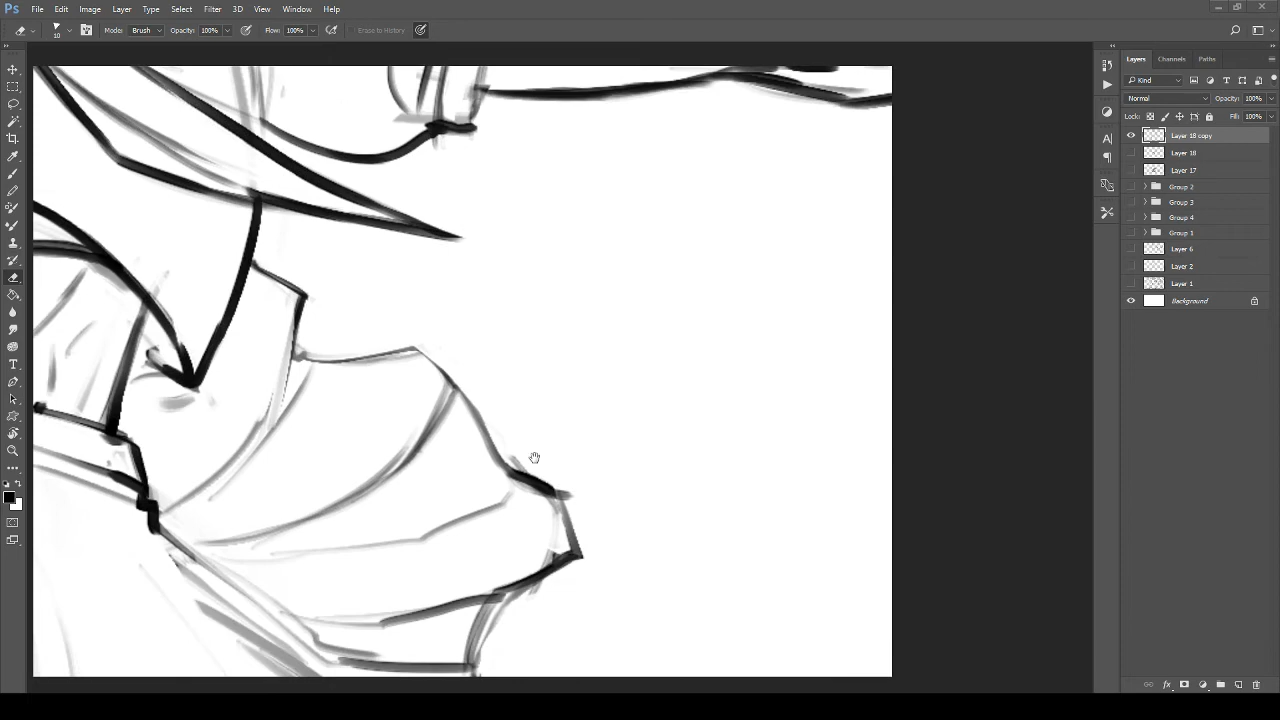 Ps File Edit Image Layer Type Select Filter 3D View Window Help
10 Mode: Brush Opacity: 100% Flow: 100% Erase to History
Layers Channels Paths
Kind
Normal Opacity: 100%
Lock: Fill: 100%
Layer 18 copy
Layer 18
Layer 17
Group 2
Group 3
Group 4
Group 1
Layer 6
Layer 2
Layer 1
Background